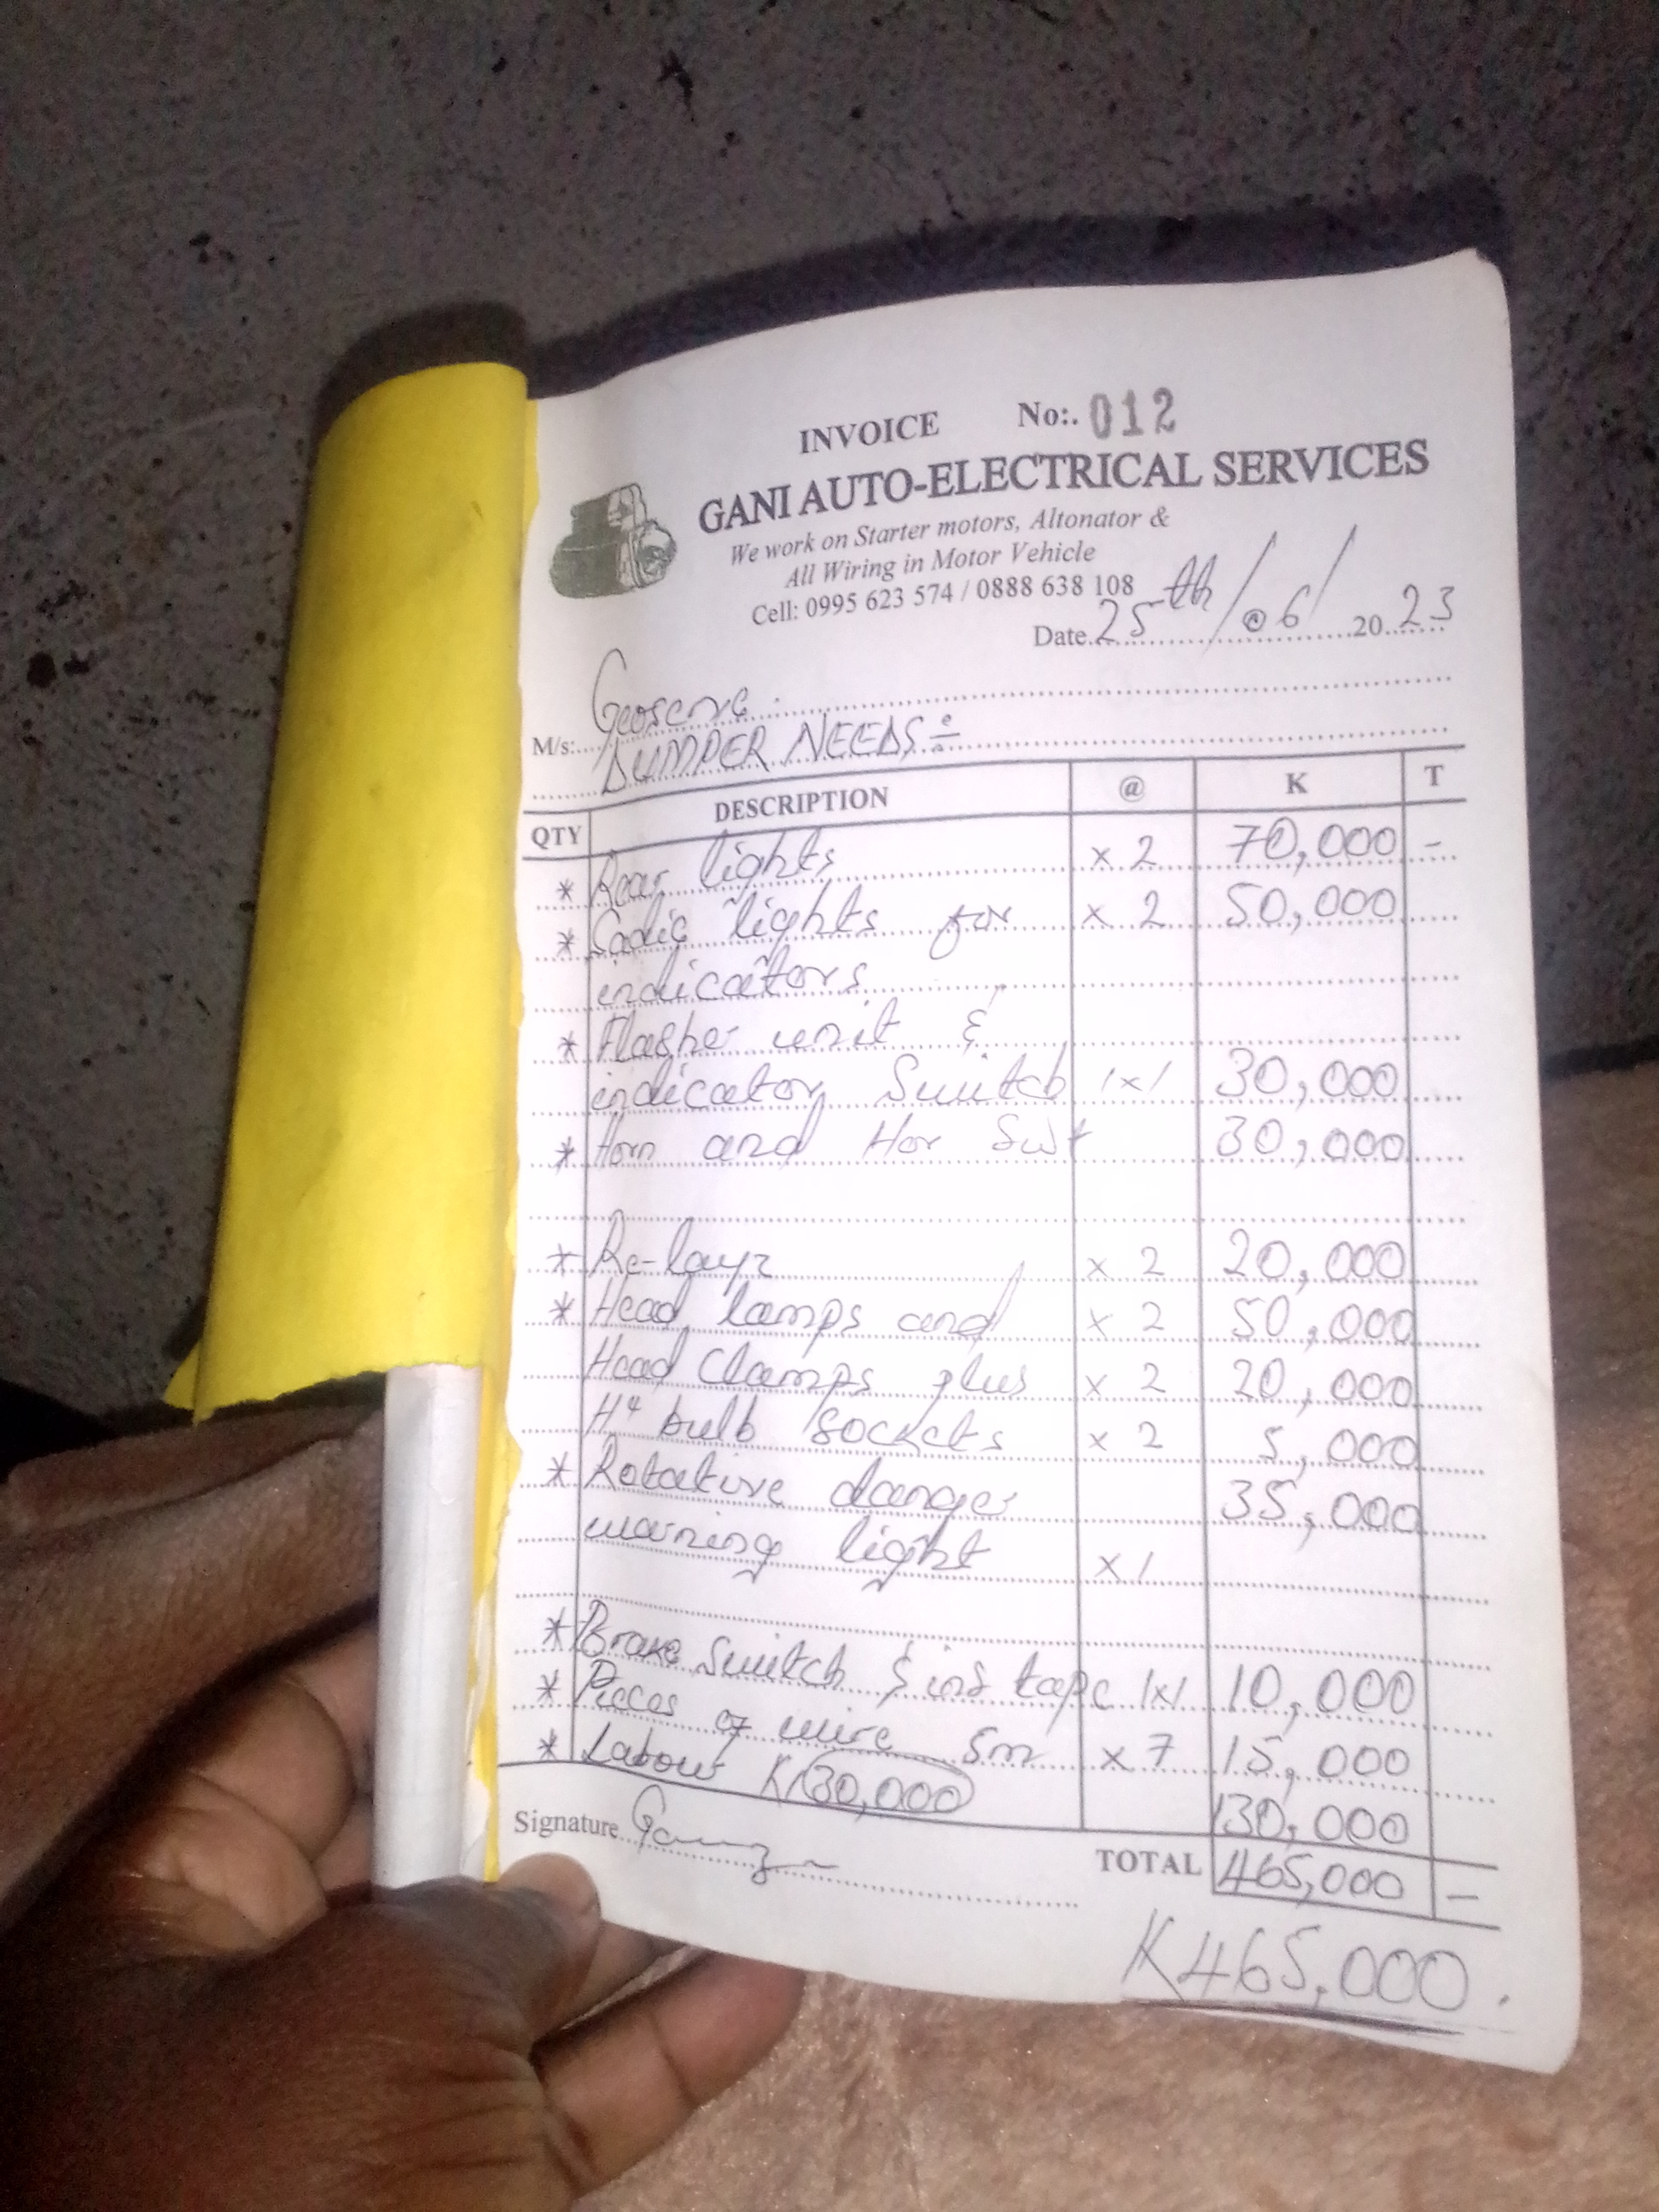 INVOICE No:. 012
GANI AUTO-ELECTRICAL SERVICES
We work on Starter motors, Altonator &
All Wiring in Motor Vehicle
Cell: 0995 623 574 / 0888 638 108
Date. 25th/06/2023
M/s: Geoserve
DUMPER NEEDS:-
QTY DESCRIPTION @ K T
* Rear lights x 2 70,000 -
* Sadic lights for x 2 50,000
indicators
* Flasher unit &
indicator Switch 1x1 30,000
* Horn and Hor Swt 30,000
* Re-layz x 2 20,000
* Head lamps and x 2 50,000
Head Clamps plus x 2 20,000
H4 bulb Sockets x 2 5,000
* Rotative danger 35,000
warning light x1
* Brake Switch & ins tape 1x1 10,000
* Pieces of wire 5m x 7 15,000
* Labour K130,000 130,000
Signature
TOTAL 465,000 -
K465,000.